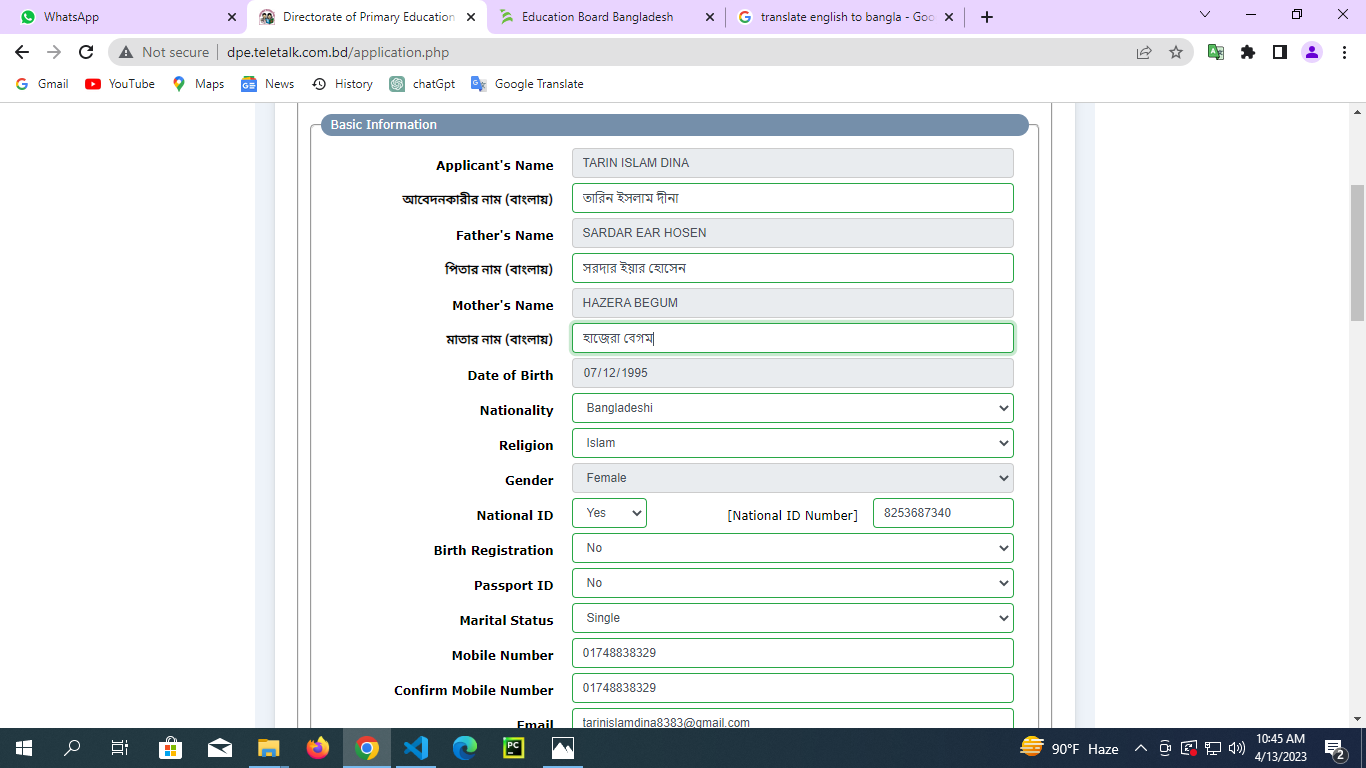 WhatsApp
Directorate of Primary Education
Education Board Bangladesh
translate english to bangla - Goo
Not secure | dpe.teletalk.com.bd/application.php
Gmail YouTube Maps News History chatGpt Google Translate
Basic Information
Applicant's Name TARIN ISLAM DINA
আবেদনকারীর নাম (বাংলায়) তারিন ইসলাম দীনা
Father's Name SARDAR EAR HOSEN
পিতার নাম (বাংলায়) সরদার ইয়ার হোসেন
Mother's Name HAZERA BEGUM
মাতার নাম (বাংলায়) হাজেরা বেগম
Date of Birth 07/12/1995
Nationality Bangladeshi
Religion Islam
Gender Female
National ID Yes [National ID Number] 8253687340
Birth Registration No
Passport ID No
Marital Status Single
Mobile Number 01748838329
Confirm Mobile Number 01748838329
Email tarinislamdina8383@gmail.com
PC
90°F Haze
10:45 AM
4/13/2023
2